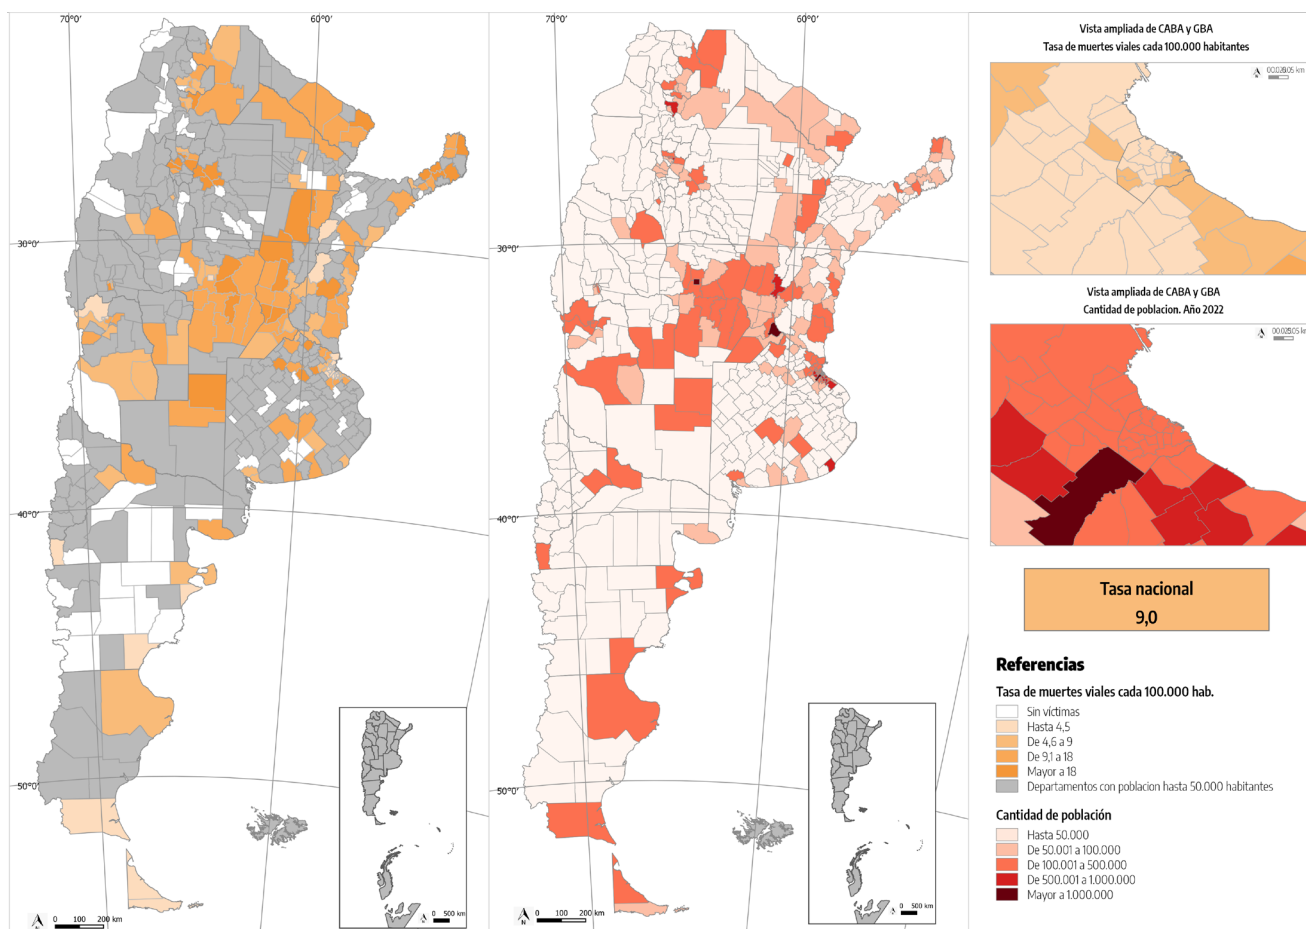 70°0'
60°0'
30°0'
40°0'
50°0'
N
0 100 200 km
N
0 500 km
70°0'
60°0'
30°0'
40°0'
50°0'
N
0 100 200 km
N
0 500 km
Vista ampliada de CABA y GBA
Tasa de muertes viales cada 100.000 habitantes
N
Vista ampliada de CABA y GBA
Cantidad de poblacion. Año 2022
N
Tasa nacional
9,0
Referencias
Tasa de muertes viales cada 100.000 hab.
Sin víctimas
Hasta 4,5
De 4,6 a 9
De 9,1 a 18
Mayor a 18
Departamentos con poblacion hasta 50.000 habitantes
Cantidad de población
Hasta 50.000
De 50.001 a 100.000
De 100.001 a 500.000
De 500.001 a 1.000.000
Mayor a 1.000.000